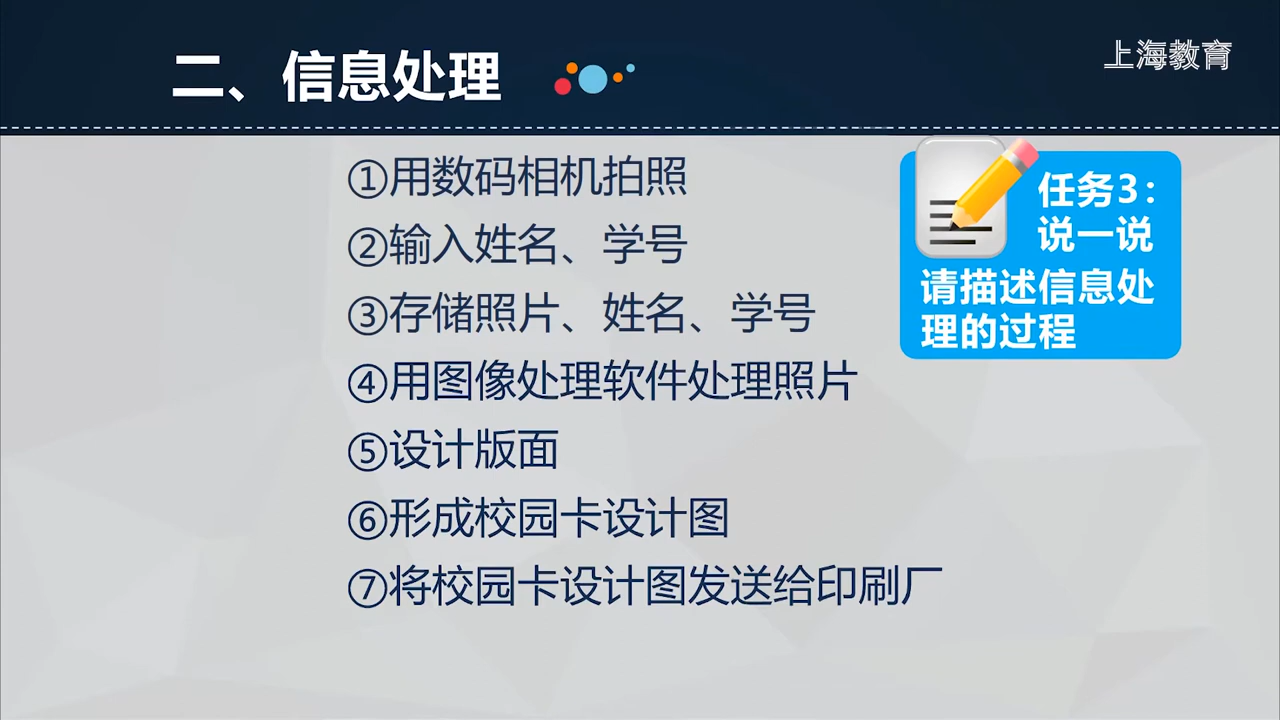 二、信息处理
上海教育
①用数码相机拍照
②输入姓名、学号
③存储照片、姓名、学号
④用图像处理软件处理照片
⑤设计版面
⑥形成校园卡设计图
⑦将校园卡设计图发送给印刷厂
任务3：
说一说
请描述信息处
理的过程